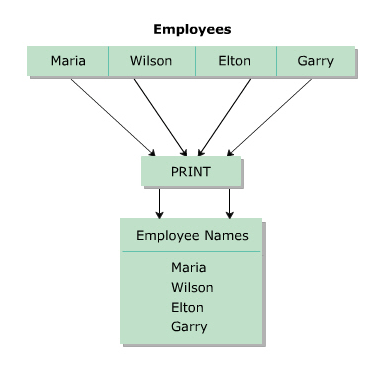 Employees
Maria Wilson Elton Garry
PRINT
Employee Names
Maria
Wilson
Elton
Garry